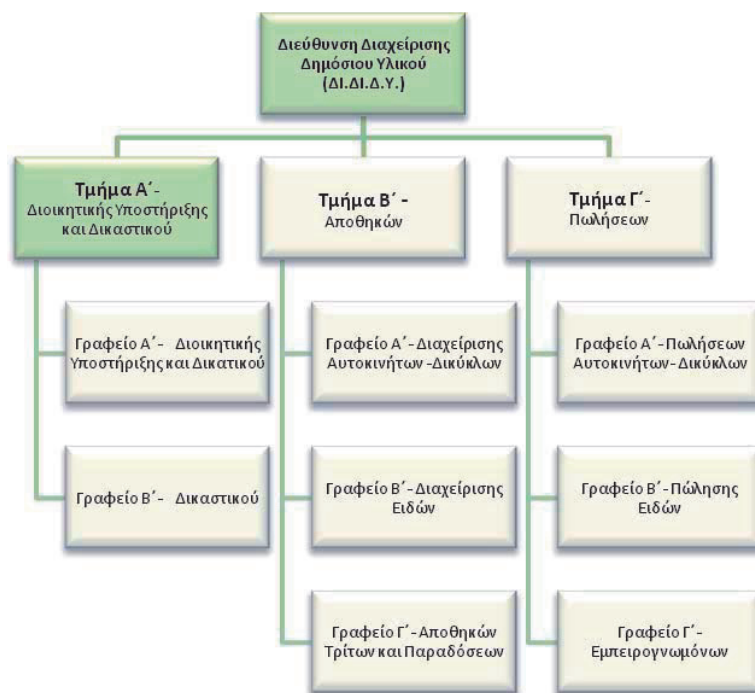 Διεύθυνση Διαχείρισης
Δημόσιου Υλικού
(ΔΙ.ΔΙ.Δ.Υ.)
Τμήμα Α΄-
Διοικητικής Υποστήριξης
και Δικαστικού
Τμήμα Β΄ -
Αποθηκών
Τμήμα Γ΄-
Πωλήσεων
Γραφείο Α΄- Διοικητικής
Υποστήριξης και Δικατικού
Γραφείο Α΄-Διαχείρισης
Αυτοκινήτων -Δικύκλων
Γραφείο Α΄-Πωλήσεων
Αυτοκινήτων- Δικύκλων
Γραφείο Β΄- Δικαστικού
Γραφείο Β΄-Διαχείρισης
Ειδών
Γραφείο Β΄-Πώλησης
Ειδών
Γραφείο Γ΄-Αποθηκών
Τρίτων και Παραδόσεων
Γραφείο Γ΄-
Εμπειρογνωμόνων